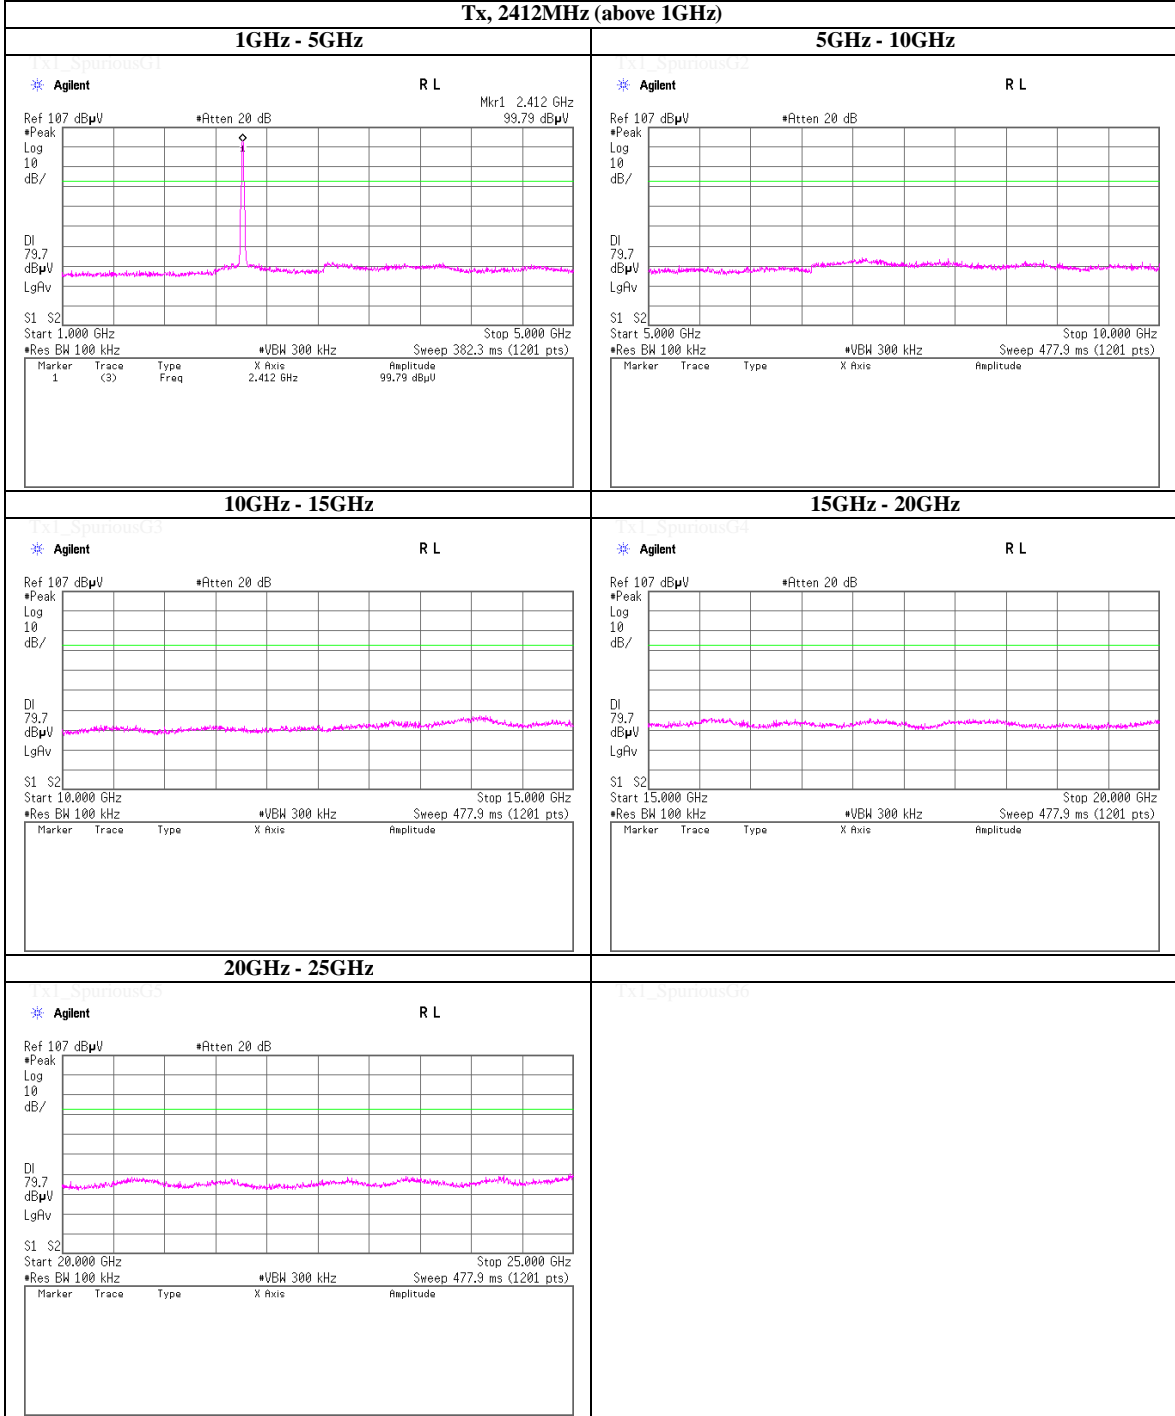 Tx, 2412MHz (above 1GHz)
1GHz - 5GHz
Tx1_SpuriousG1
Agilent R L
Mkr1 2.412 GHz
Ref 107 dBµV #Atten 20 dB 99.79 dBµV
#Peak
Log
10
dB/
1
DI
79.7
dBµV
LgAv
S1 S2
Start 1.000 GHz Stop 5.000 GHz
#Res BW 100 kHz #VBW 300 kHz Sweep 382.3 ms (1201 pts)
Marker Trace Type X Axis Amplitude
1 (3) Freq 2.412 GHz 99.79 dBµV
5GHz - 10GHz
Tx1_SpuriousG2
Agilent R L
Ref 107 dBµV #Atten 20 dB
#Peak
Log
10
dB/
DI
79.7
dBµV
LgAv
S1 S2
Start 5.000 GHz Stop 10.000 GHz
#Res BW 100 kHz #VBW 300 kHz Sweep 477.9 ms (1201 pts)
Marker Trace Type X Axis Amplitude
10GHz - 15GHz
Tx1_SpuriousG3
Agilent R L
Ref 107 dBµV #Atten 20 dB
#Peak
Log
10
dB/
DI
79.7
dBµV
LgAv
S1 S2
Start 10.000 GHz Stop 15.000 GHz
#Res BW 100 kHz #VBW 300 kHz Sweep 477.9 ms (1201 pts)
Marker Trace Type X Axis Amplitude
15GHz - 20GHz
Tx1_SpuriousG4
Agilent R L
Ref 107 dBµV #Atten 20 dB
#Peak
Log
10
dB/
DI
79.7
dBµV
LgAv
S1 S2
Start 15.000 GHz Stop 20.000 GHz
#Res BW 100 kHz #VBW 300 kHz Sweep 477.9 ms (1201 pts)
Marker Trace Type X Axis Amplitude
20GHz - 25GHz
Tx1_SpuriousG5
Agilent R L
Ref 107 dBµV #Atten 20 dB
#Peak
Log
10
dB/
DI
79.7
dBµV
LgAv
S1 S2
Start 20.000 GHz Stop 25.000 GHz
#Res BW 100 kHz #VBW 300 kHz Sweep 477.9 ms (1201 pts)
Marker Trace Type X Axis Amplitude
Tx1_SpuriousG6